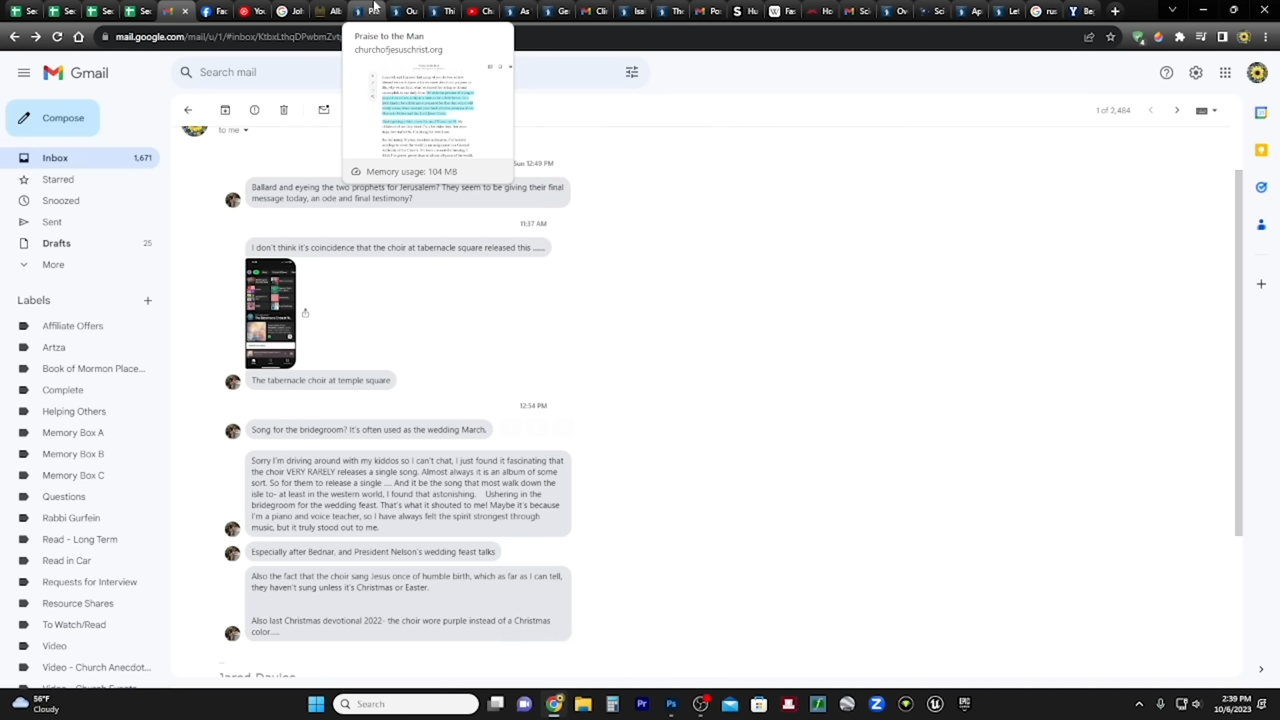 Praise to the Man
churchofjesuschrist.org
Memory usage: 104 MB
mail.google.com/mail/u/1/#inbox/KtbxLthqDPwbmZvt
Gmail
Search mail
Compose
Inbox 1,671
Starred
Snoozed
Sent
Drafts 25
More
Labels
Affiliate Offers
Artza
Book of Mormon Place...
Complete
Helping Others
Memory Box A
Memory Box B
Memory Box C
Questions
Rabbi Gurfein
Read - Long Term
Read in Car
Requests for Interview
Resource Shares
To Watch/Read
Video
Video - Church Anecdot...
of 2,484
to me
Sun 12:49 PM
Ballard and eyeing the two prophets for Jerusalem? They seem to be giving their final
message today, an ode and final testimony?
11:37 AM
I don't think it's coincidence that the choir at tabernacle square released this .....
The tabernacle choir at temple square
12:54 PM
Song for the bridegroom? It's often used as the wedding March.
Sorry I'm driving around with my kiddos so I can't chat, I just found it fascinating that
the choir VERY RARELY releases a single song. Almost always it is an album of some
sort. So for them to release a single .... And it be the song that most walk down the
isle to- at least in the western world, I found that astonishing. Ushering in the
bridegroom for the wedding feast. That's what it shouted to me! Maybe it's because
I'm a piano and voice teacher, so I have always felt the spirit strongest through
music, but it truly stood out to me.
Especially after Bednar, and President Nelson's wedding feast talks
Also the fact that the choir sang Jesus once of humble birth, which as far as I can tell,
they haven't sung unless it's Christmas or Easter.
Also last Christmas devotional 2022- the choir wore purple instead of a Christmas
color....
56°F
Cloudy
Search
2:39 PM
10/6/2023